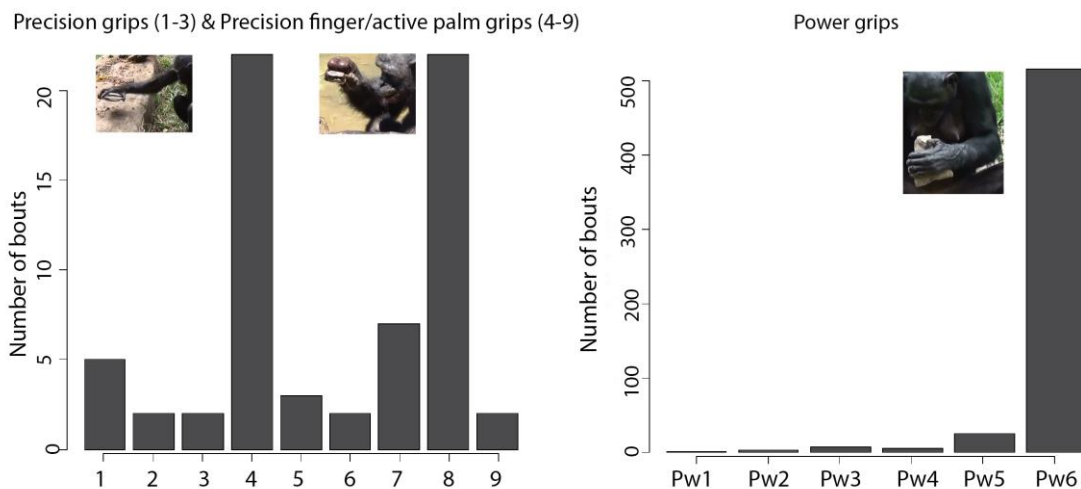 Precision grips (1-3) & Precision finger/active palm grips (4-9)
Number of bouts
20
15
10
5
0
1 2 3 4 5 6 7 8 9
Power grips
Number of bouts
500
400
300
200
100
0
Pw1 Pw2 Pw3 Pw4 Pw5 Pw6